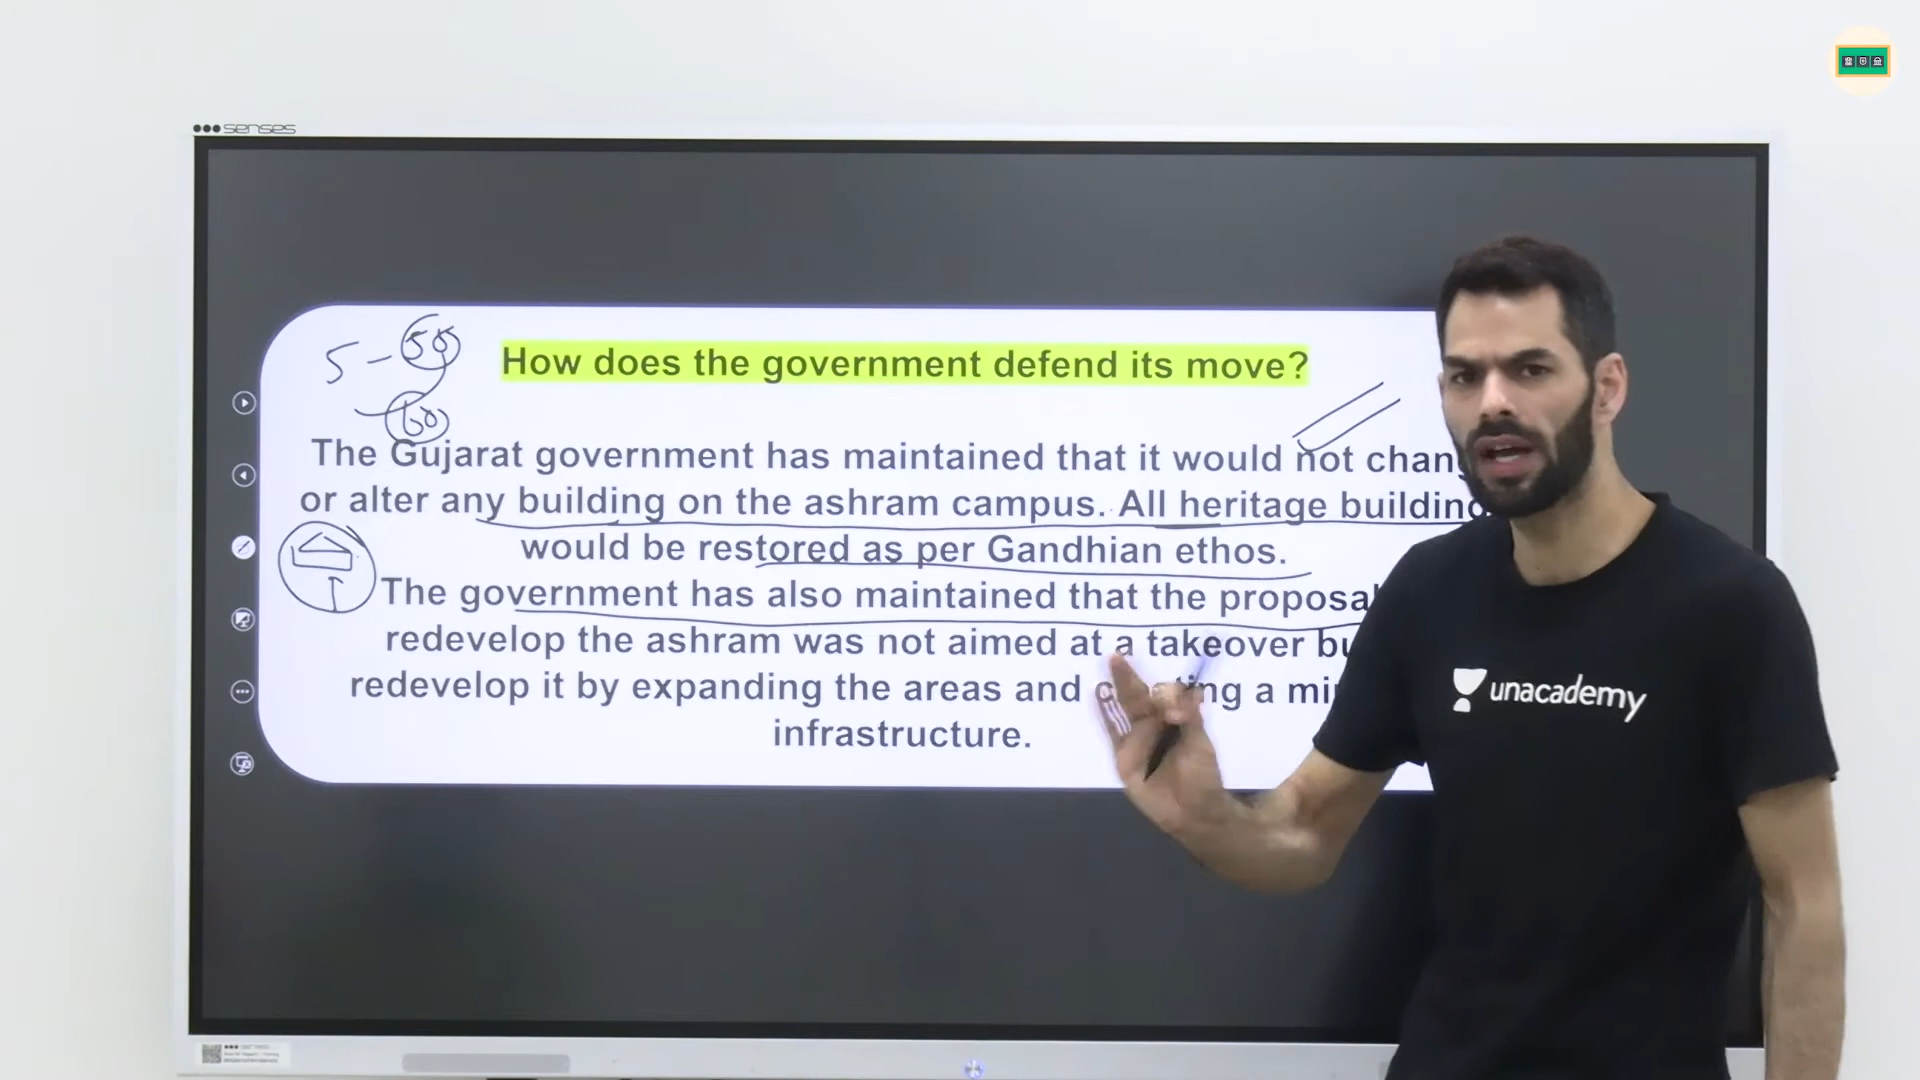 senses
5 - 55
60
How does the government defend its move?
The Gujarat government has maintained that it would not chang
or alter any building on the ashram campus. All heritage building
would be restored as per Gandhian ethos.
The government has also maintained that the proposal
redevelop the ashram was not aimed at a takeover bu
redevelop it by expanding the areas and ng a mi
infrastructure.
unacademy